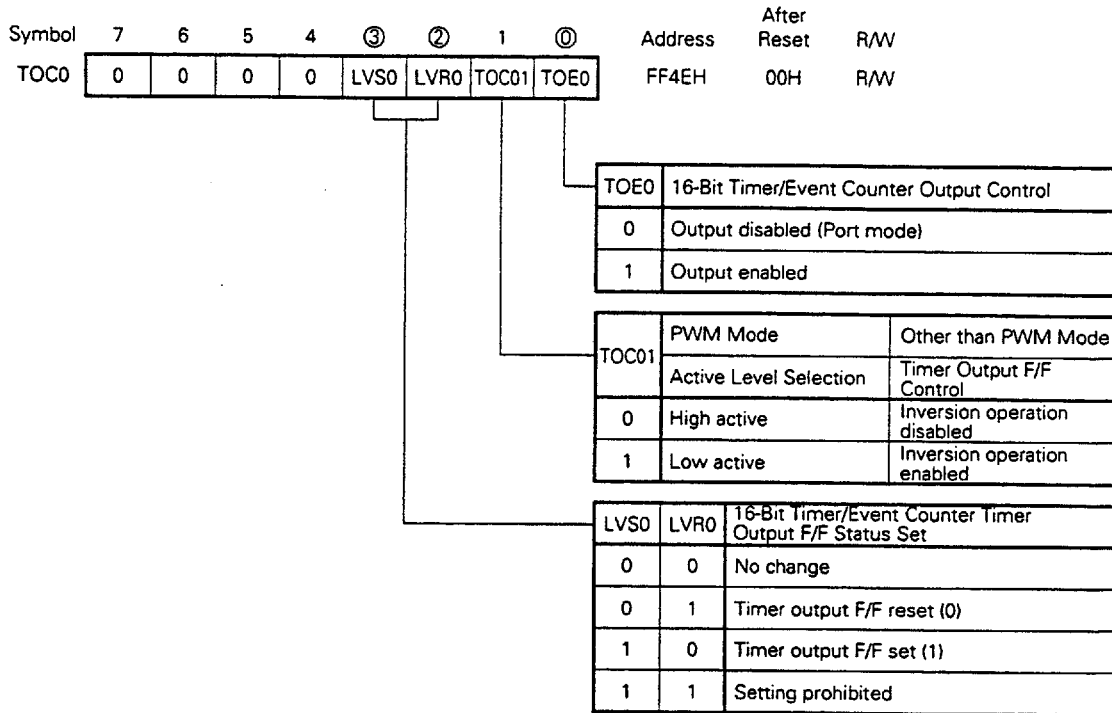 Symbol 7 6 5 4 ③ ② 1 ⓪ Address After Reset R/W
TOC0 0 0 0 0 LVS0 LVR0 TOC01 TOE0 FF4EH 00H R/W
TOE0 16-Bit Timer/Event Counter Output Control
0 Output disabled (Port mode)
1 Output enabled
TOC01 PWM Mode Other than PWM Mode
Active Level Selection Timer Output F/F Control
0 High active Inversion operation disabled
1 Low active Inversion operation enabled
LVS0 LVR0 16-Bit Timer/Event Counter Timer Output F/F Status Set
0 0 No change
0 1 Timer output F/F reset (0)
1 0 Timer output F/F set (1)
1 1 Setting prohibited